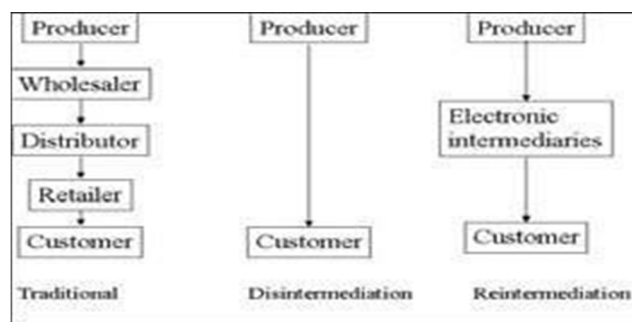 Producer
Wholesaler
Distributor
Retailer
Customer
Traditional
Producer
Customer
Disintermediation
Producer
Electronic
intermediaries
Customer
Reintermediation